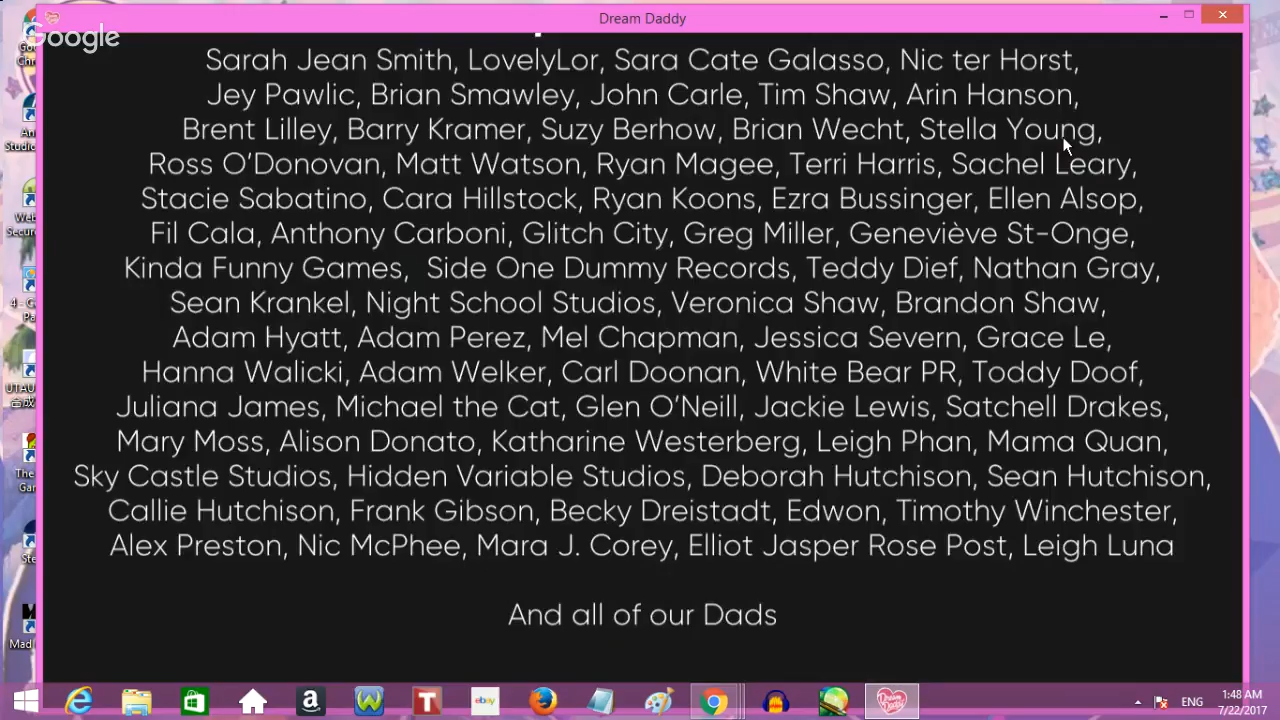 Dream Daddy
Google
Sarah Jean Smith, LovelyLor, Sara Cate Galasso, Nic ter Horst,
Jey Pawlic, Brian Smawley, John Carle, Tim Shaw, Arin Hanson,
Brent Lilley, Barry Kramer, Suzy Berhow, Brian Wecht, Stella Young,
Ross O’Donovan, Matt Watson, Ryan Magee, Terri Harris, Sachel Leary,
Stacie Sabatino, Cara Hillstock, Ryan Koons, Ezra Bussinger, Ellen Alsop,
Fil Cala, Anthony Carboni, Glitch City, Greg Miller, Geneviève St-Onge,
Kinda Funny Games, Side One Dummy Records, Teddy Dief, Nathan Gray,
Sean Krankel, Night School Studios, Veronica Shaw, Brandon Shaw,
Adam Hyatt, Adam Perez, Mel Chapman, Jessica Severn, Grace Le,
Hanna Walicki, Adam Welker, Carl Doonan, White Bear PR, Toddy Doof,
Juliana James, Michael the Cat, Glen O’Neill, Jackie Lewis, Satchell Drakes,
Mary Moss, Alison Donato, Katharine Westerberg, Leigh Phan, Mama Quan,
Sky Castle Studios, Hidden Variable Studios, Deborah Hutchison, Sean Hutchison,
Callie Hutchison, Frank Gibson, Becky Dreistadt, Edwon, Timothy Winchester,
Alex Preston, Nic McPhee, Mara J. Corey, Elliot Jasper Rose Post, Leigh Luna
And all of our Dads
ebay
ENG
1:48 AM
7/22/2017